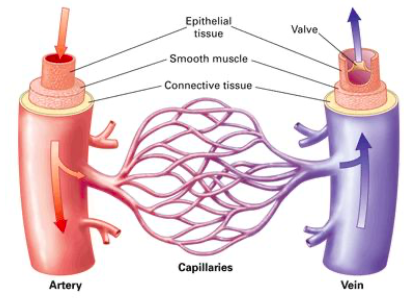 Epithelial
tissue
Valve
Smooth muscle
Connective tissue
Capillaries
Artery
Vein